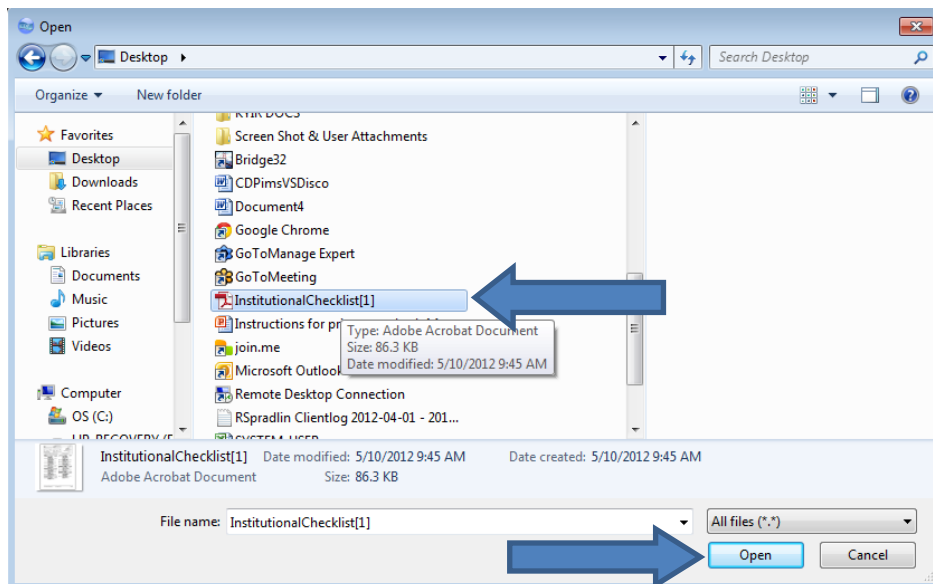 Open
Desktop
Search Desktop
Organize
New folder
Favorites
Desktop
Downloads
Recent Places
Libraries
Documents
Music
Pictures
Videos
Computer
OS (C:)
Screen Shot & User Attachments
Bridge32
CDPimsVSDisco
Document4
Google Chrome
GoToManage Expert
GoToMeeting
InstitutionalChecklist[1]
Instructions for
join.me
Microsoft Outlook
Remote Desktop Connection
RSpradlin Clientlog 2012-04-01 - 201...
Type: Adobe Acrobat Document
Size: 86.3 KB
Date modified: 5/10/2012 9:45 AM
InstitutionalChecklist[1] Date modified: 5/10/2012 9:45 AM Date created: 5/10/2012 9:45 AM
Adobe Acrobat Document Size: 86.3 KB
File name: InstitutionalChecklist[1] All files (*.*)
Open Cancel